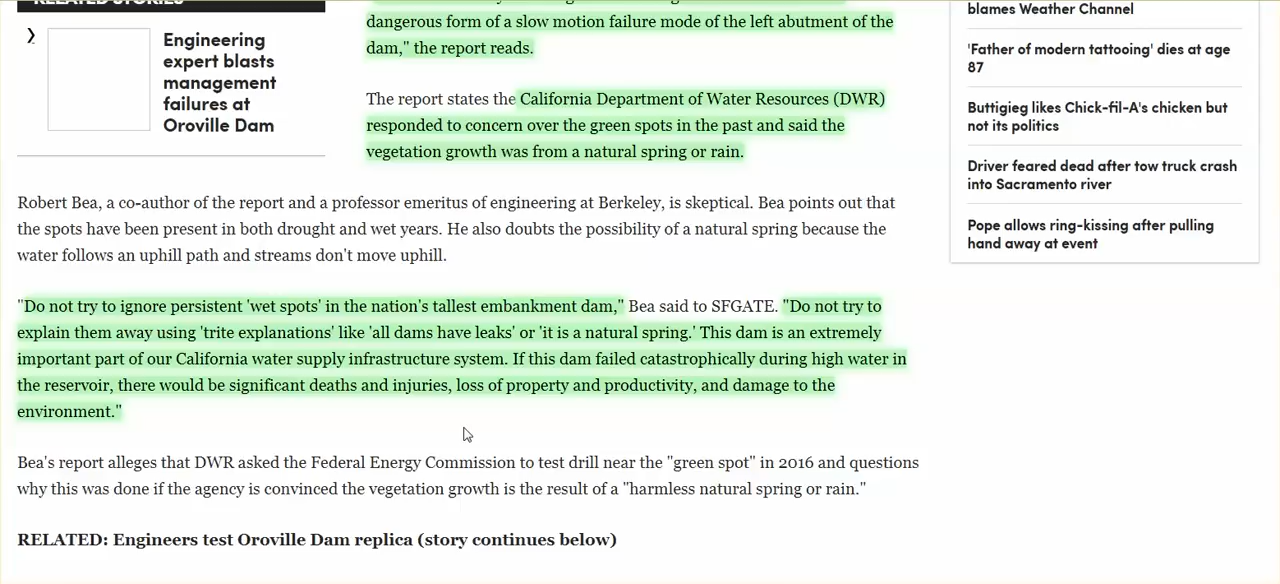 RELATED STORIES
Engineering
expert blasts
management
failures at
Oroville Dam
dangerous form of a slow motion failure mode of the left abutment of the
dam," the report reads.
The report states the California Department of Water Resources (DWR)
responded to concern over the green spots in the past and said the
vegetation growth was from a natural spring or rain.
Robert Bea, a co-author of the report and a professor emeritus of engineering at Berkeley, is skeptical. Bea points out that
the spots have been present in both drought and wet years. He also doubts the possibility of a natural spring because the
water follows an uphill path and streams don't move uphill.
"Do not try to ignore persistent 'wet spots' in the nation's tallest embankment dam," Bea said to SFGATE. "Do not try to
explain them away using 'trite explanations' like 'all dams have leaks' or 'it is a natural spring.' This dam is an extremely
important part of our California water supply infrastructure system. If this dam failed catastrophically during high water in
the reservoir, there would be significant deaths and injuries, loss of property and productivity, and damage to the
environment."
Bea's report alleges that DWR asked the Federal Energy Commission to test drill near the "green spot" in 2016 and questions
why this was done if the agency is convinced the vegetation growth is the result of a "harmless natural spring or rain."
RELATED: Engineers test Oroville Dam replica (story continues below)
blames Weather Channel
'Father of modern tattooing' dies at age
87
Buttigieg likes Chick-fil-A's chicken but
not its politics
Driver feared dead after tow truck crash
into Sacramento river
Pope allows ring-kissing after pulling
hand away at event